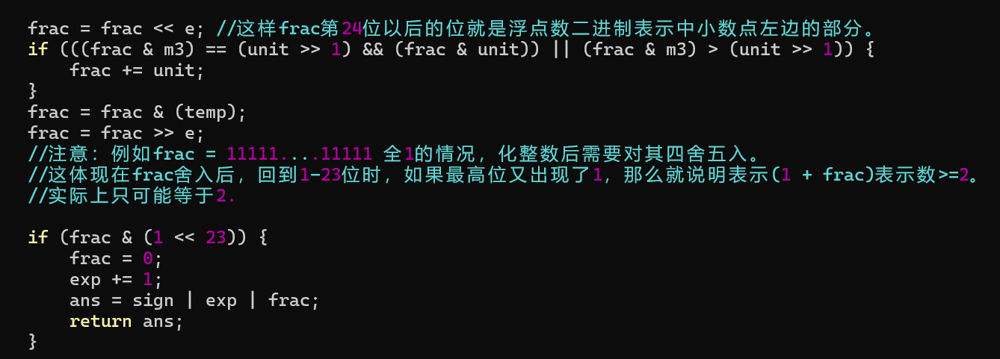 frac = frac << e; //这样frac第24位以后的位就是浮点数二进制表示中小数点左边的部分。
if (((frac & m3) == (unit >> 1) && (frac & unit)) || (frac & m3) > (unit >> 1)) {
    frac += unit;
}
frac = frac & (temp);
frac = frac >> e;
//注意：例如frac = 11111....11111 全1的情况，化整数后需要对其四舍五入。
//这体现在frac舍入后，回到1-23位时，如果最高位又出现了1，那么就说明表示(1 + frac)表示数>=2。
//实际上只可能等于2.

if (frac & (1 << 23)) {
    frac = 0;
    exp += 1;
    ans = sign | exp | frac;
    return ans;
}